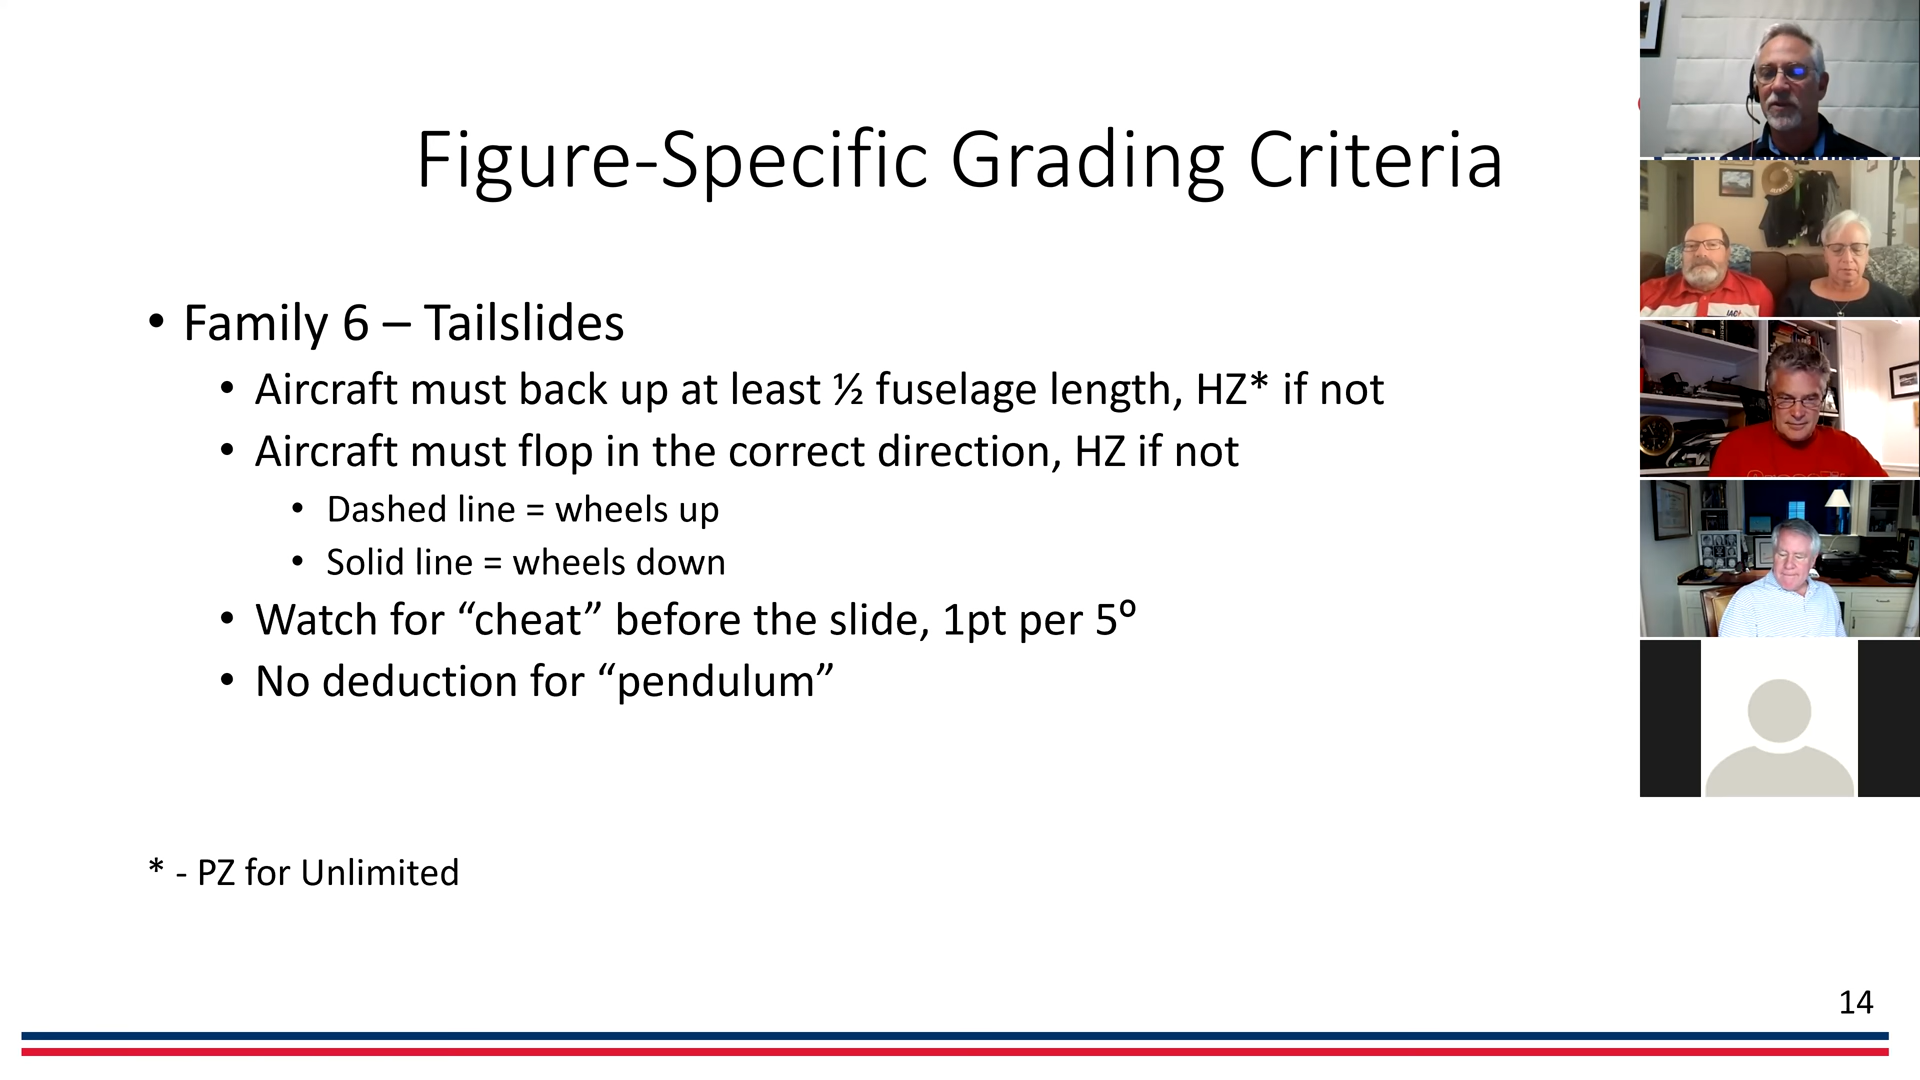 Figure-Specific Grading Criteria
• Family 6 – Tailslides
• Aircraft must back up at least ½ fuselage length, HZ* if not
• Aircraft must flop in the correct direction, HZ if not
• Dashed line = wheels up
• Solid line = wheels down
• Watch for “cheat” before the slide, 1pt per 5º
• No deduction for “pendulum”
* - PZ for Unlimited
14